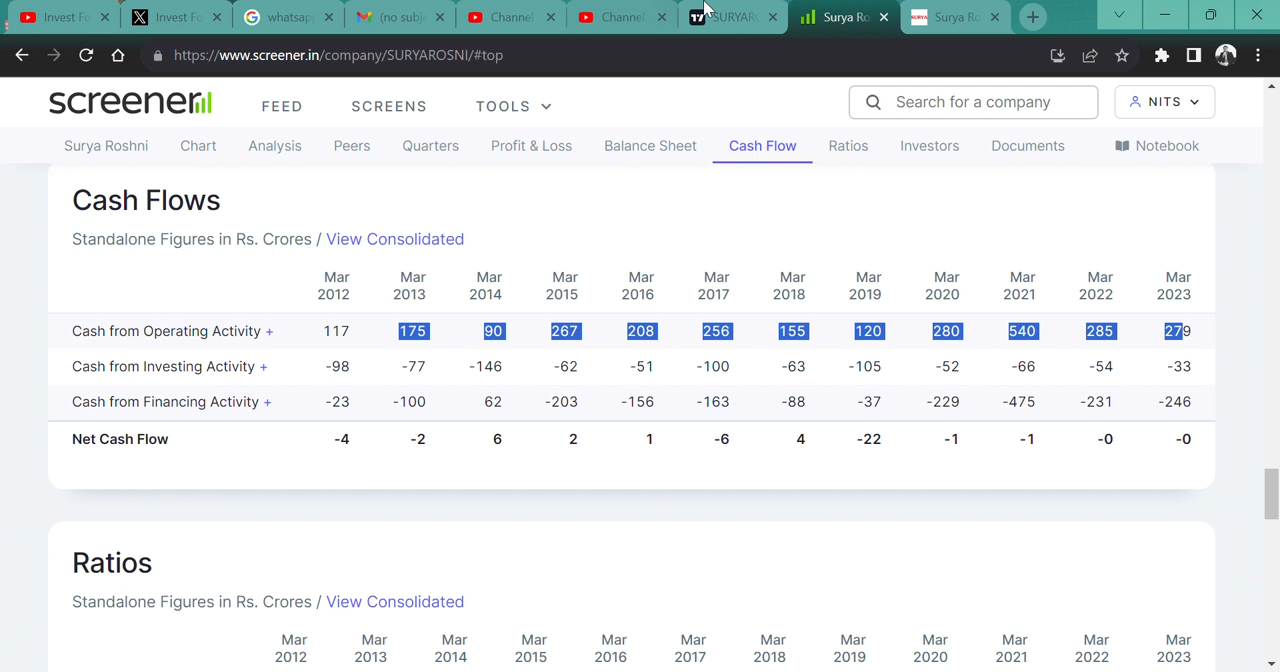 Invest Fo
Invest Fo
whatsap
(no subj
Channel
Channel
SURYAR
Surya Ro
SURYA
Surya Ro
https://www.screener.in/company/SURYAROSNI/#top
screener
FEED
SCREENS
TOOLS
Search for a company
NITS
Surya Roshni
Chart
Analysis
Peers
Quarters
Profit & Loss
Balance Sheet
Cash Flow
Ratios
Investors
Documents
Notebook
Cash Flows
Standalone Figures in Rs. Crores / View Consolidated
Mar Mar Mar Mar Mar Mar Mar Mar Mar Mar Mar Mar
2012 2013 2014 2015 2016 2017 2018 2019 2020 2021 2022 2023
Cash from Operating Activity + 117 175 90 267 208 256 155 120 280 540 285 279
Cash from Investing Activity + -98 -77 -146 -62 -51 -100 -63 -105 -52 -66 -54 -33
Cash from Financing Activity + -23 -100 62 -203 -156 -163 -88 -37 -229 -475 -231 -246
Net Cash Flow -4 -2 6 2 1 -6 4 -22 -1 -1 -0 -0
Ratios
Standalone Figures in Rs. Crores / View Consolidated
Mar Mar Mar Mar Mar Mar Mar Mar Mar Mar Mar Mar
2012 2013 2014 2015 2016 2017 2018 2019 2020 2021 2022 2023